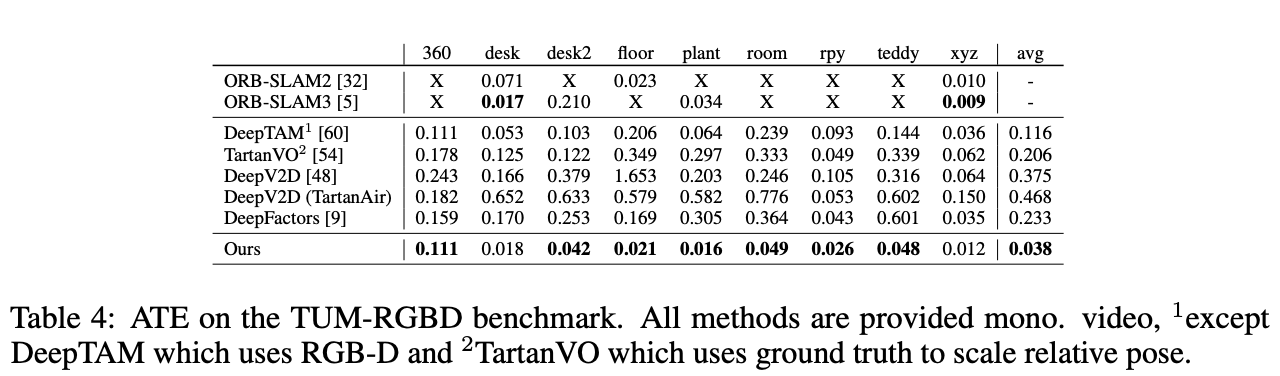 360 desk desk2 floor plant room rpy teddy xyz avg
ORB-SLAM2 [32] X 0.071 X 0.023 X X X X 0.010 -
ORB-SLAM3 [5] X 0.017 0.210 X 0.034 X X X 0.009 -
DeepTAM¹ [60] 0.111 0.053 0.103 0.206 0.064 0.239 0.093 0.144 0.036 0.116
TartanVO² [54] 0.178 0.125 0.122 0.349 0.297 0.333 0.049 0.339 0.062 0.206
DeepV2D [48] 0.243 0.166 0.379 1.653 0.203 0.246 0.105 0.316 0.064 0.375
DeepV2D (TartanAir) 0.182 0.652 0.633 0.579 0.582 0.776 0.053 0.602 0.150 0.468
DeepFactors [9] 0.159 0.170 0.253 0.169 0.305 0.364 0.043 0.601 0.035 0.233
Ours 0.111 0.018 0.042 0.021 0.016 0.049 0.026 0.048 0.012 0.038
Table 4: ATE on the TUM-RGBD benchmark. All methods are provided mono. video, ¹except
DeepTAM which uses RGB-D and ²TartanVO which uses ground truth to scale relative pose.